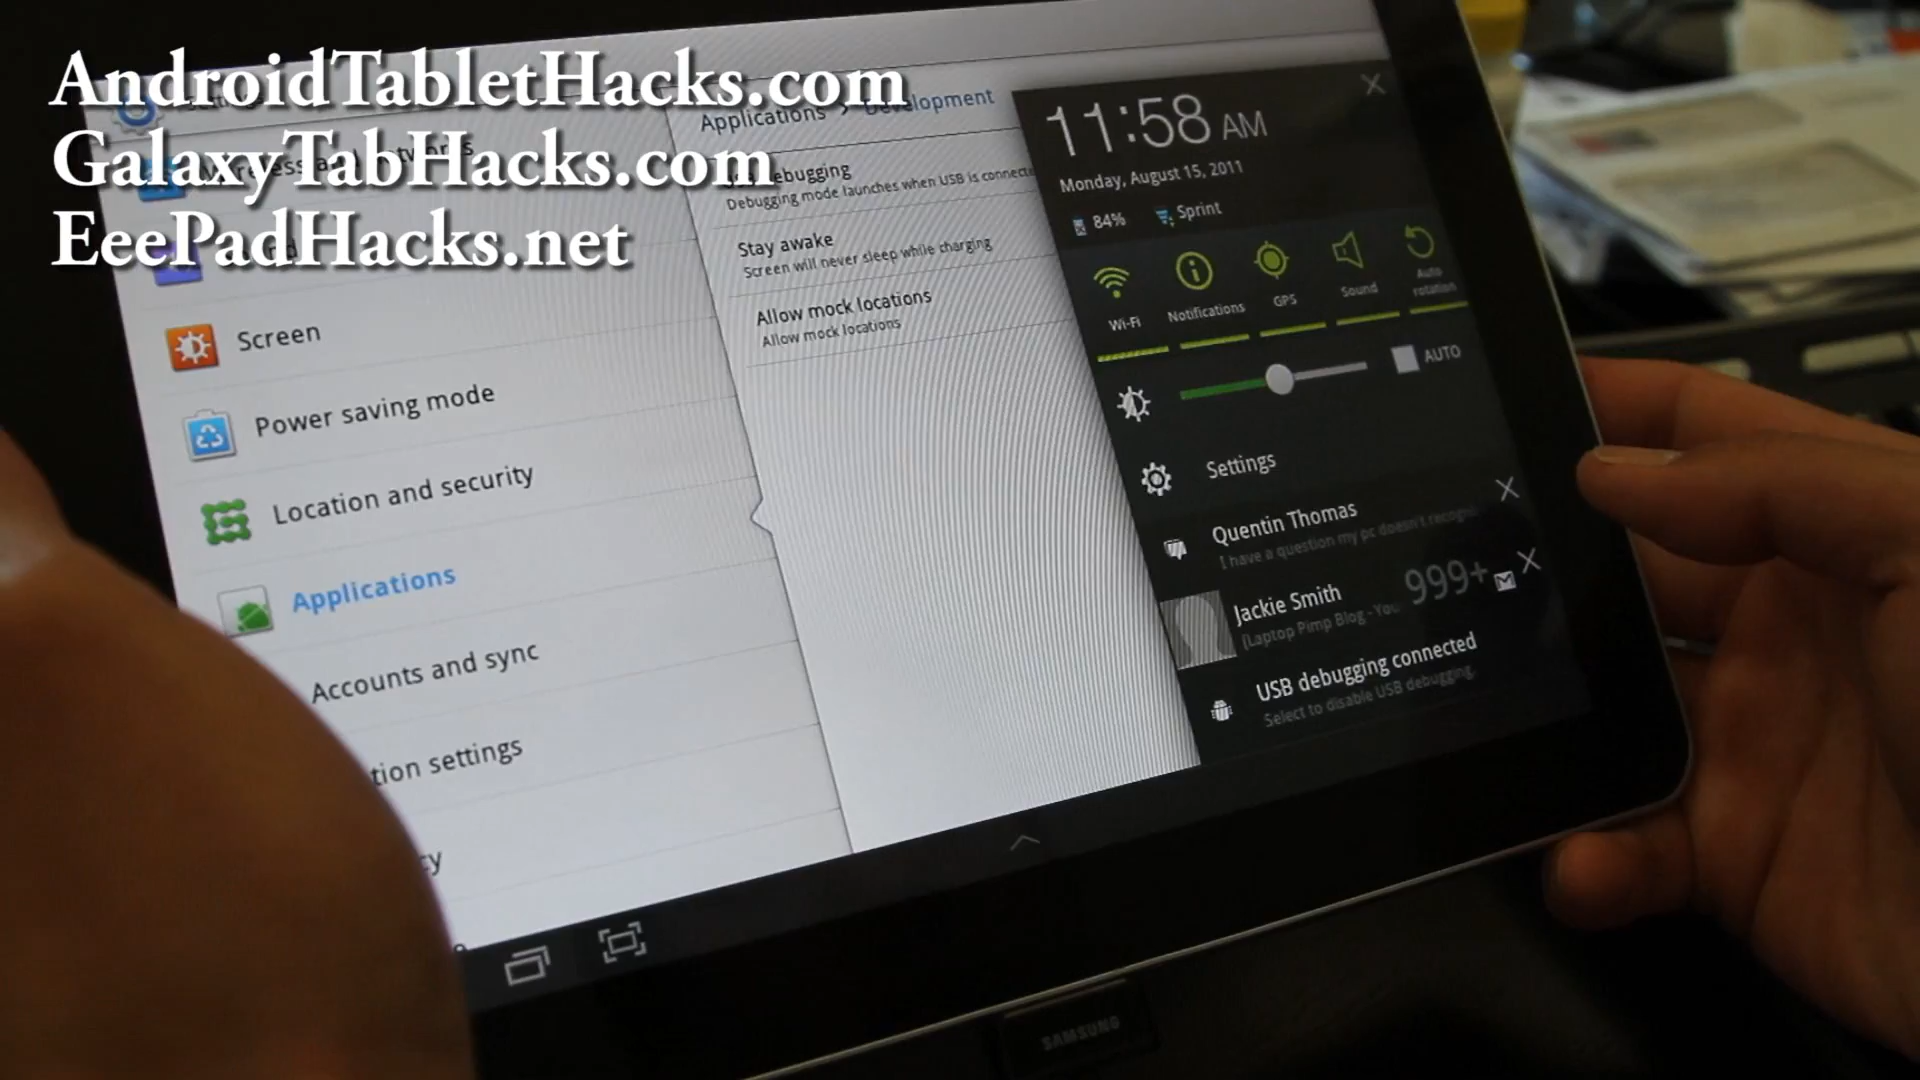 AndroidTabletHacks.com
GalaxyTabHacks.com
EeePadHacks.net
Screen
Power saving mode
Location and security
Applications
Accounts and sync
tion settings
cy
Applications > Development
debugging
Debugging mode launches when USB is connecte
Stay awake
Screen will never sleep while charging
Allow mock locations
Allow mock locations
11:58 AM
Monday, August 15, 2011
84% Sprint
Wi-Fi Notifications GPS Sound Auto rotation
AUTO
Settings
Quentin Thomas
I have a question my pc doesn't recogni
Jackie Smith 999+
[Laptop Pimp Blog - You
USB debugging connected
Select to disable USB debugging.
SAMSUNG